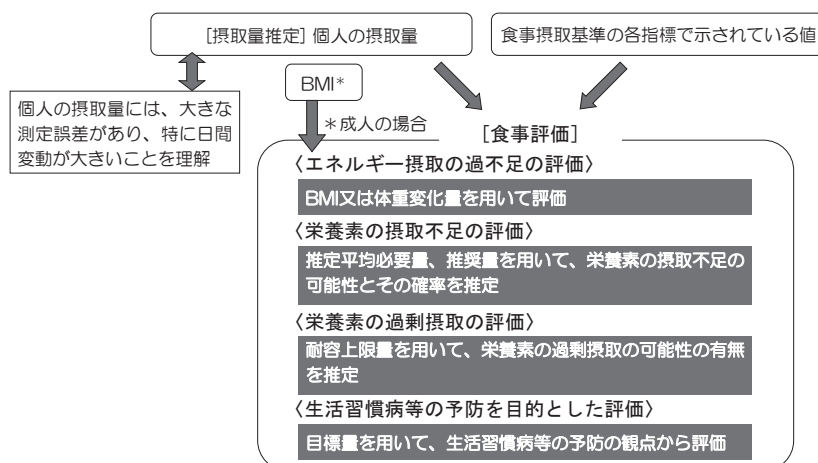 [摂取量推定] 個人の摂取量
食事摂取基準の各指標で示されている値
BMI*
個人の摂取量には、大きな
測定誤差があり、特に日間
変動が大きいことを理解
＊成人の場合
[食事評価]
〈エネルギー摂取の過不足の評価〉
BMI又は体重変化量を用いて評価
〈栄養素の摂取不足の評価〉
推定平均必要量、推奨量を用いて、栄養素の摂取不足の
可能性とその確率を推定
〈栄養素の過剰摂取の評価〉
耐容上限量を用いて、栄養素の過剰摂取の可能性の有無
を推定
〈生活習慣病等の予防を目的とした評価〉
目標量を用いて、生活習慣病等の予防の観点から評価